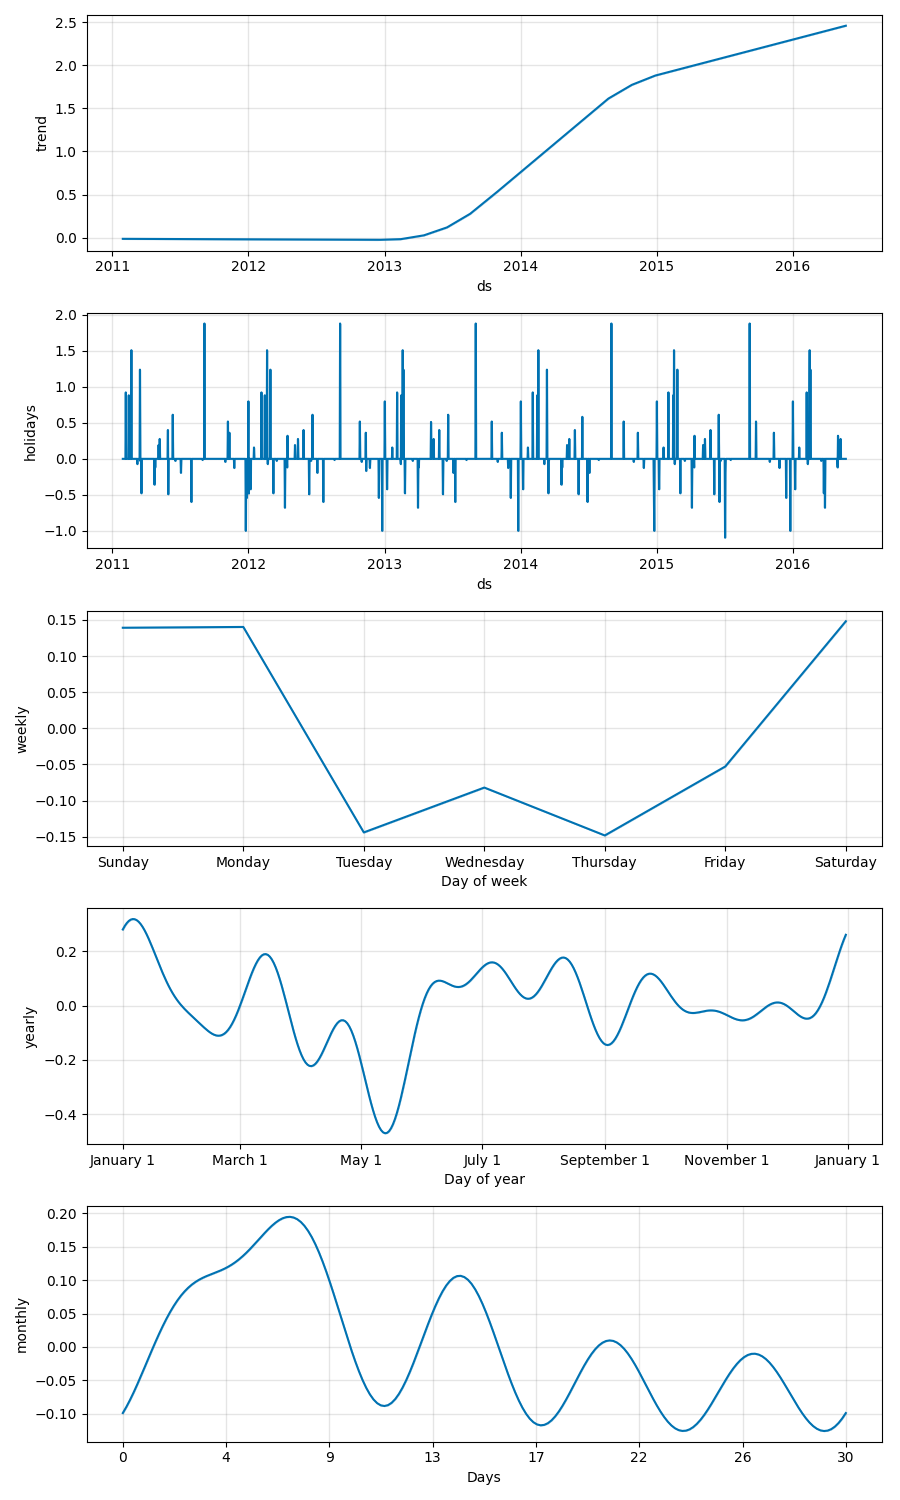 2.5
2.0
1.5
1.0
0.5
0.0
trend
2011 2012 2013 2014 2015 2016
ds
2.0
1.5
1.0
0.5
0.0
−0.5
−1.0
holidays
2011 2012 2013 2014 2015 2016
ds
0.15
0.10
0.05
0.00
−0.05
−0.10
−0.15
weekly
Sunday Monday Tuesday Wednesday Thursday Friday Saturday
Day of week
0.2
0.0
−0.2
−0.4
yearly
January 1 March 1 May 1 July 1 September 1 November 1 January 1
Day of year
0.20
0.15
0.10
0.05
0.00
−0.05
−0.10
monthly
0 4 9 13 17 22 26 30
Days